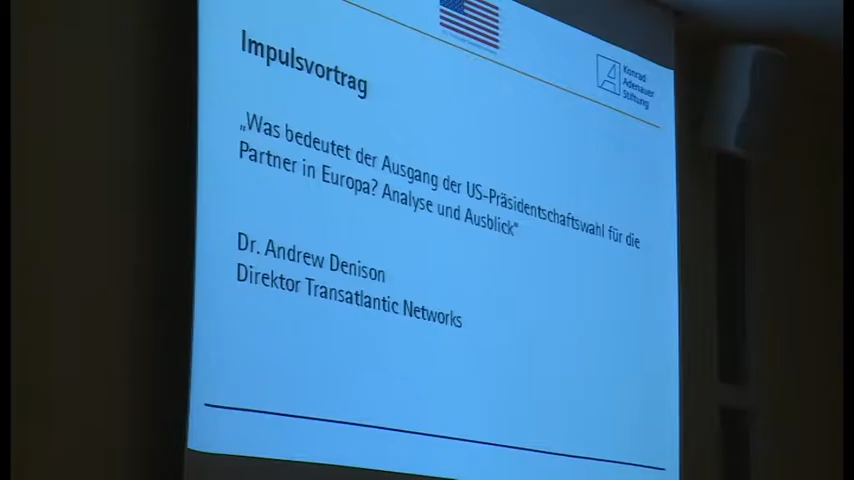 Konrad
Adenauer
Stiftung
Impulsvortrag
„Was bedeutet der Ausgang der US-Präsidentschaftswahl für die
Partner in Europa? Analyse und Ausblick“
Dr. Andrew Denison
Direktor Transatlantic Networks